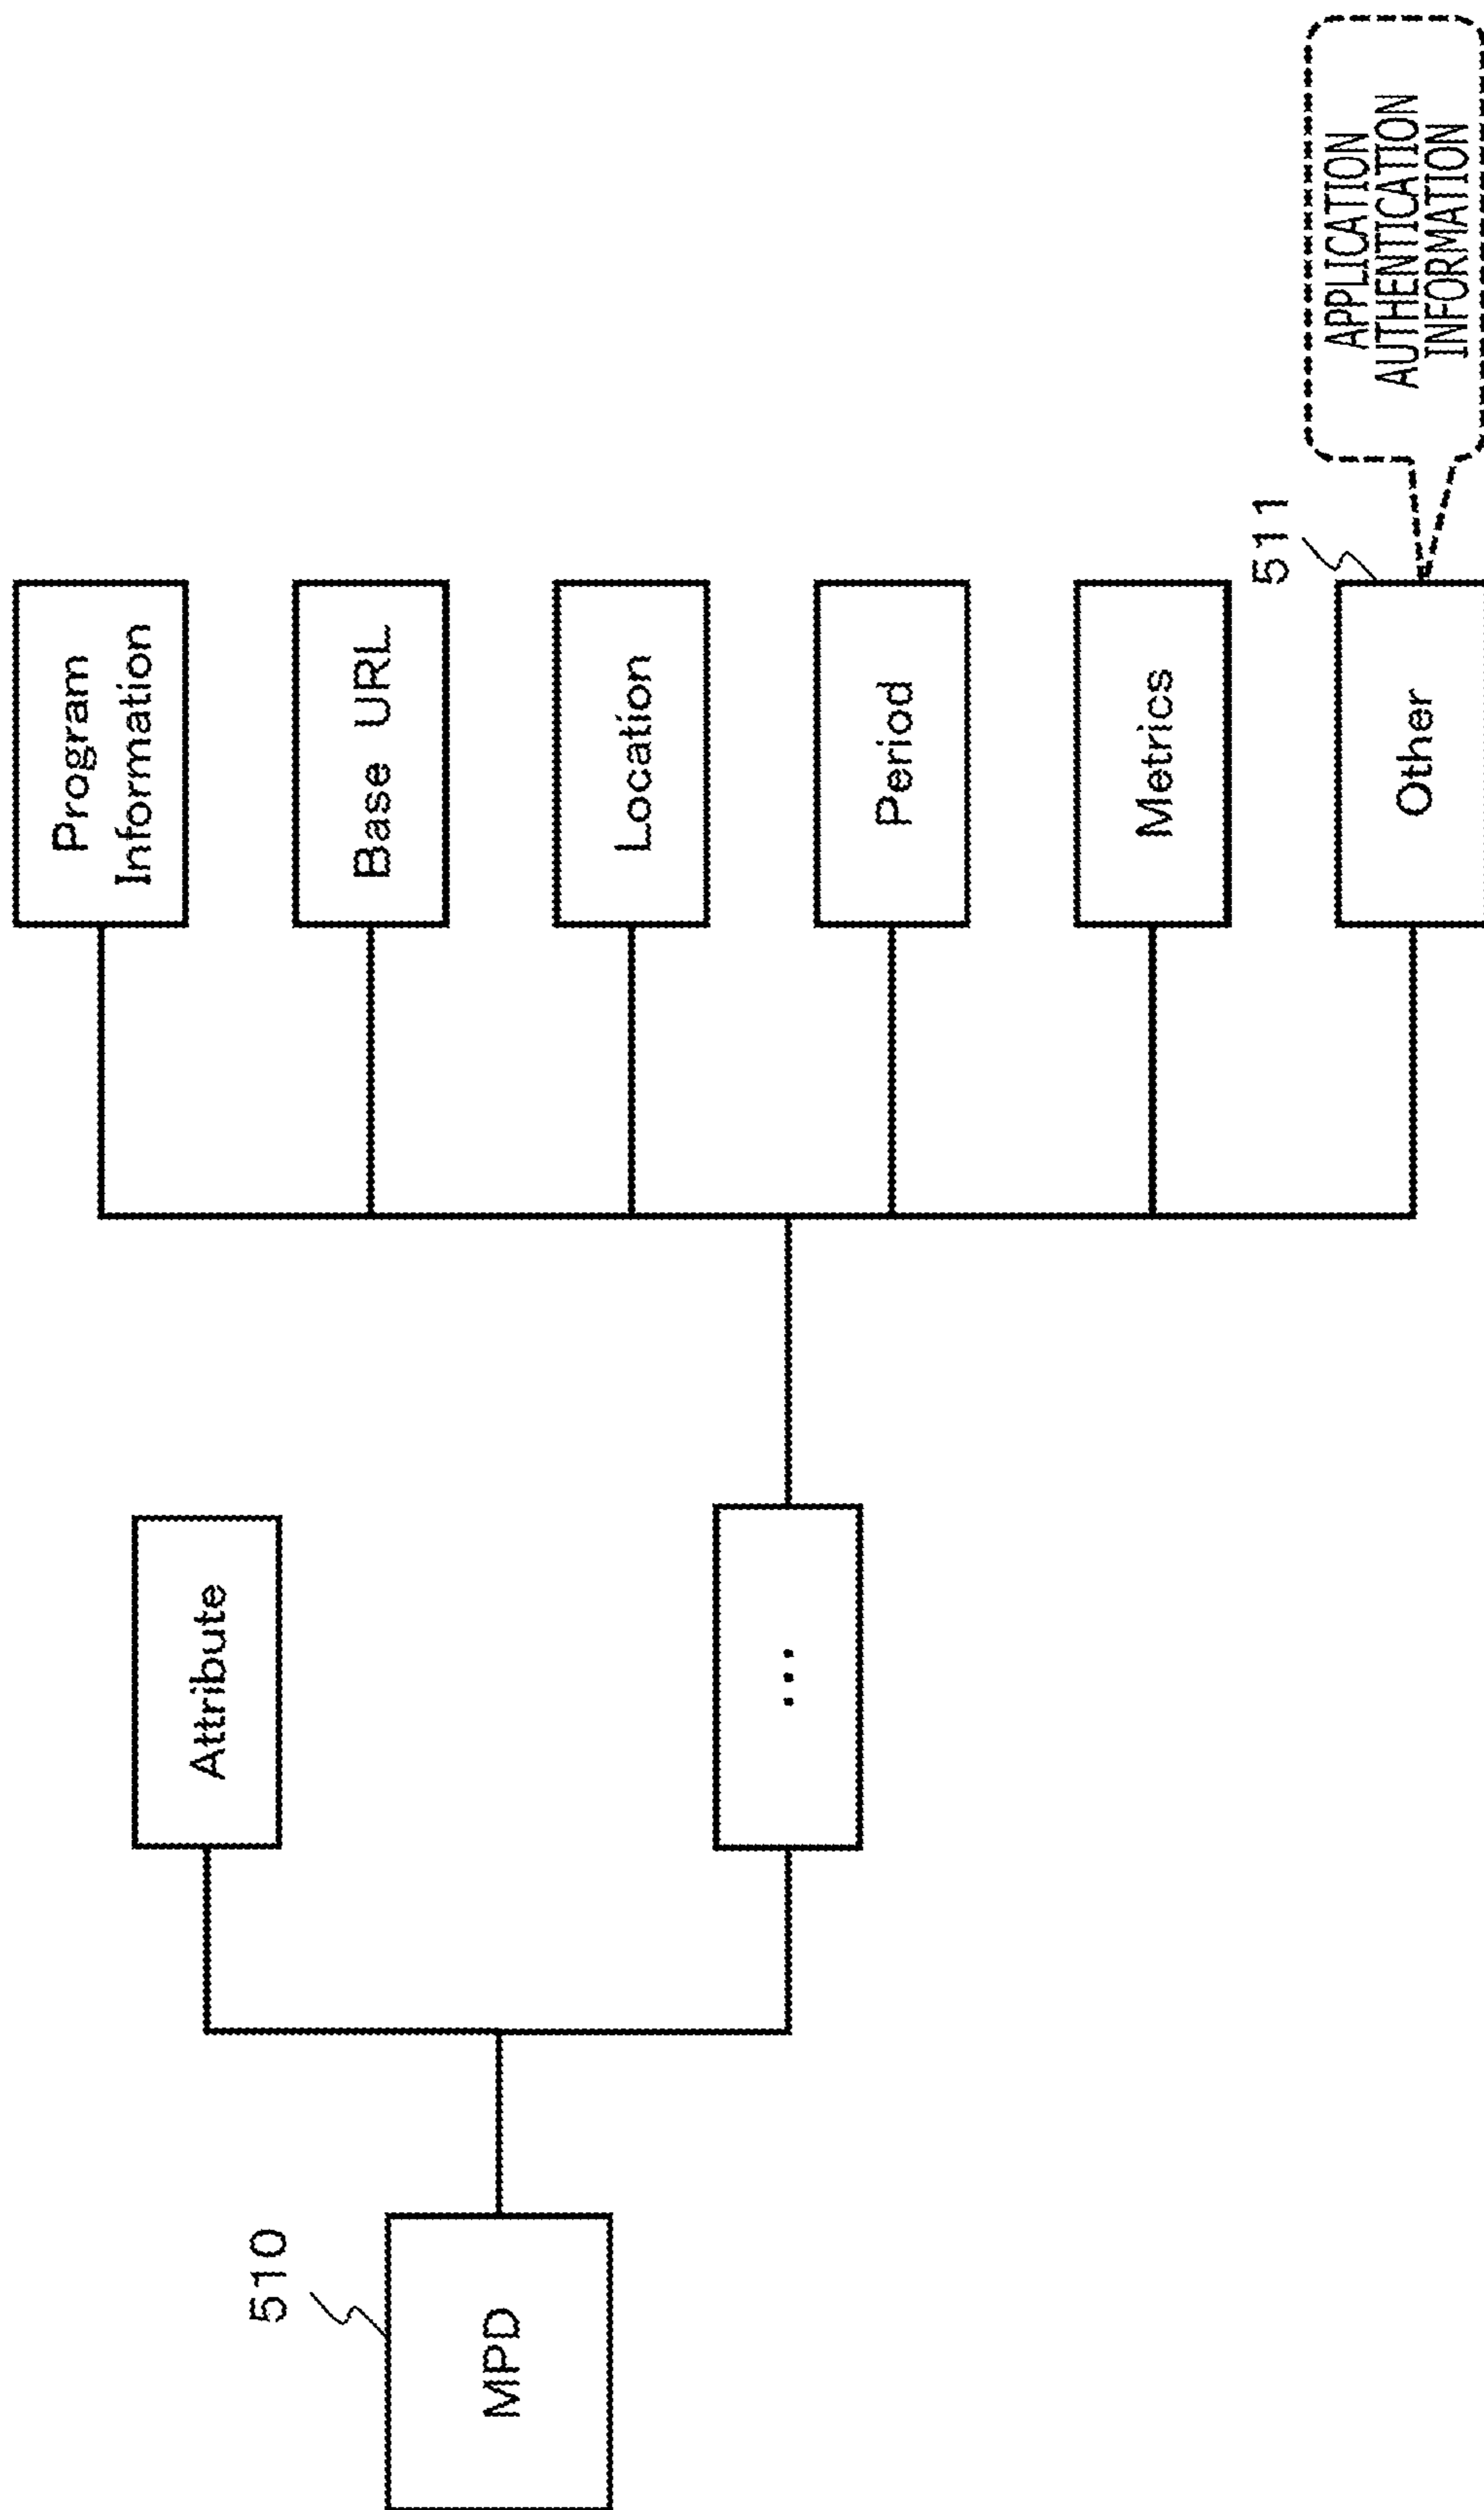 510
MPD
Attribute
...
Program
Information
Base URL
Location
Period
Metrics
511
Other
APPLICATION
AUTHENTICATION
INFORMATION